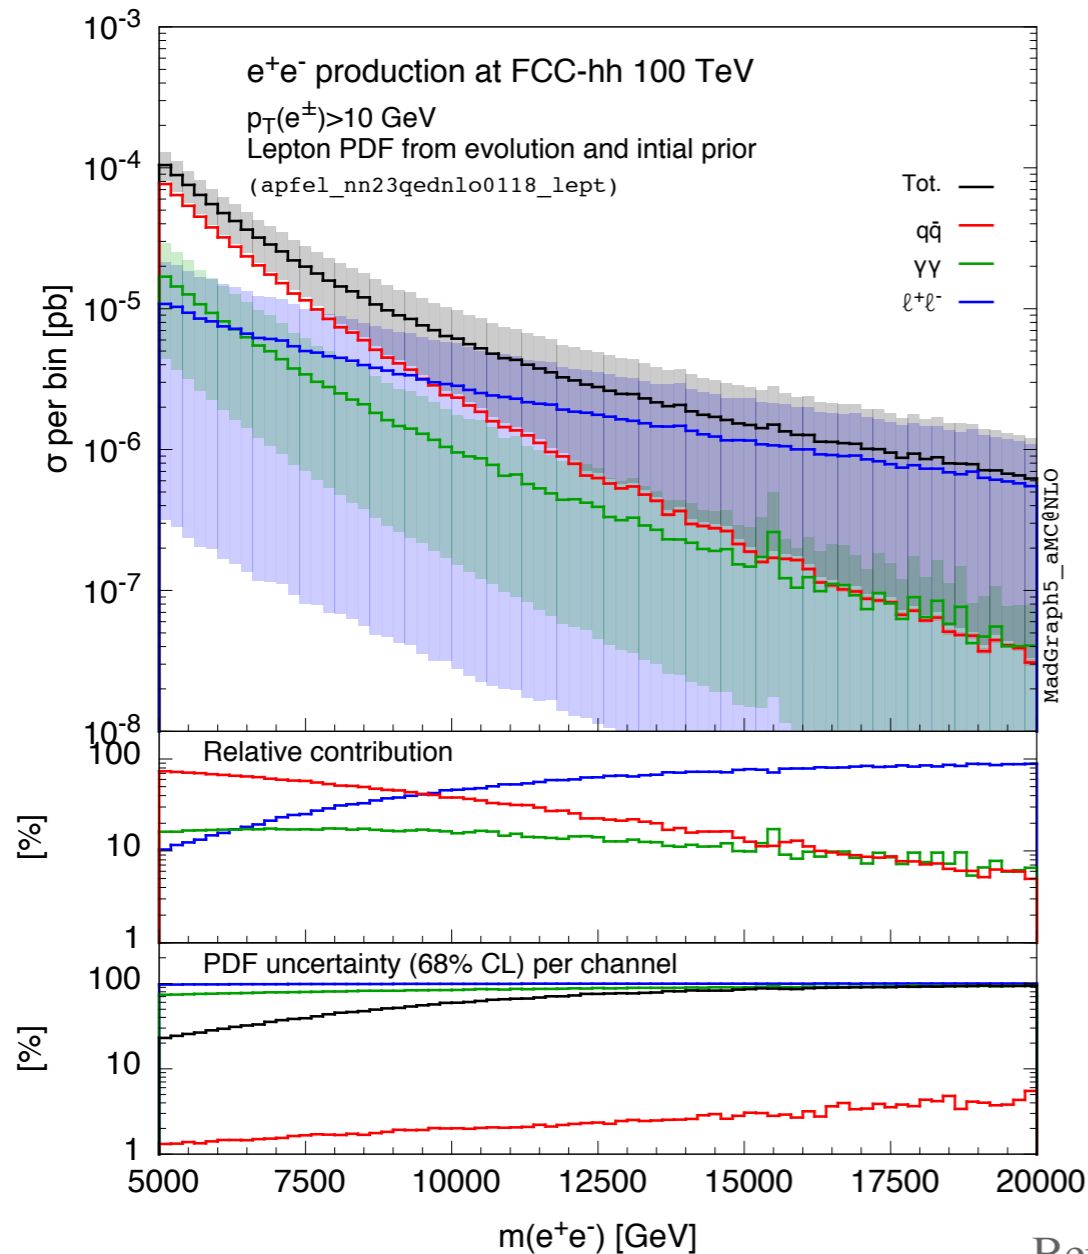 e⁺e⁻ production at FCC-hh 100 TeV
p_T(e^±)>10 GeV
Lepton PDF from evolution and intial prior
(apfel_nn23qednlo0118_lept)
Tot.
qq̄
γγ
ℓ⁺ℓ⁻
10⁻³
10⁻⁴
10⁻⁵
10⁻⁶
10⁻⁷
10⁻⁸
σ per bin [pb]
MadGraph5_aMC@NLO
Relative contribution
100
10
1
[%]
PDF uncertainty (68% CL) per channel
100
10
1
[%]
5000 7500 10000 12500 15000 17500 20000
m(e⁺e⁻) [GeV]